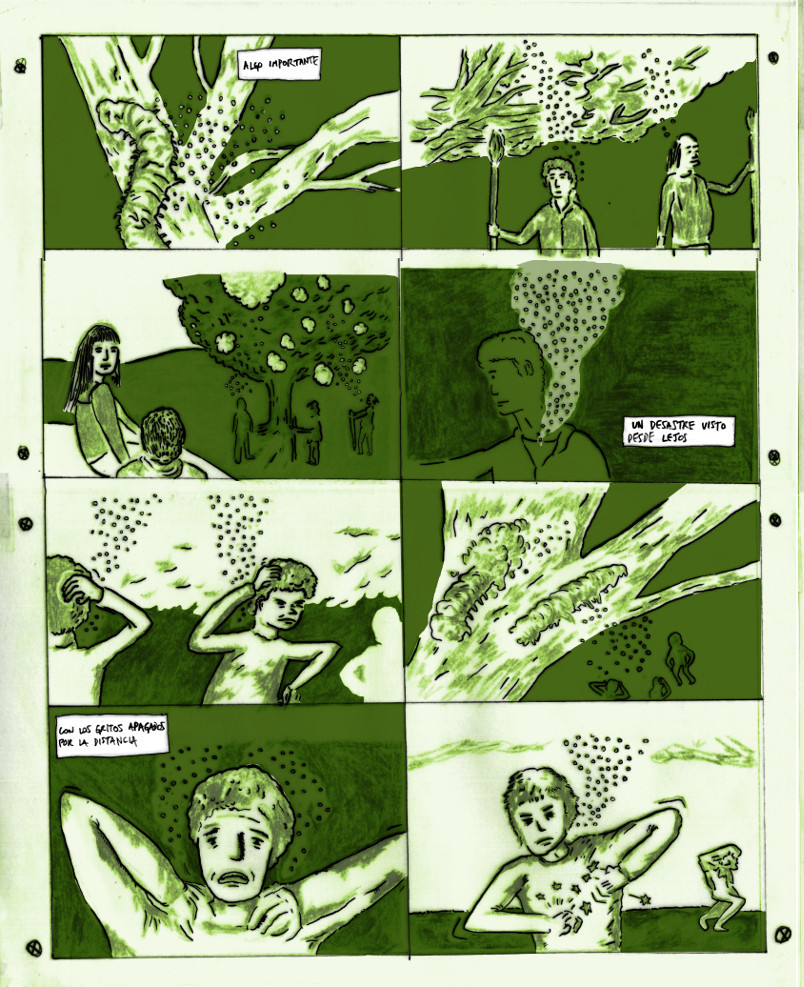 ALGO IMPORTANTE
UN DESASTRE VISTO
DESDE LEJOS
CON LOS GRITOS APAGADOS
POR LA DISTANCIA